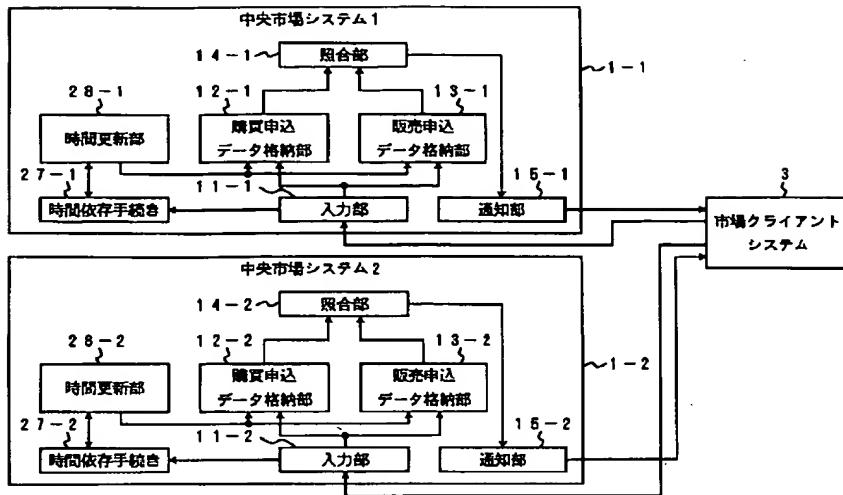 中央市場システム1
14-1
照合部
1-1
28-1
12-1
13-1
時間更新部
購買申込
データ格納部
販売申込
データ格納部
27-1
11-1
15-1
3
時間依存手続き
入力部
通知部
市場クライアント
システム
中央市場システム2
14-2
照合部
28-2
12-2
13-2
1-2
時間更新部
購買申込
データ格納部
販売申込
データ格納部
27-2
11-2
15-2
時間依存手続き
入力部
通知部